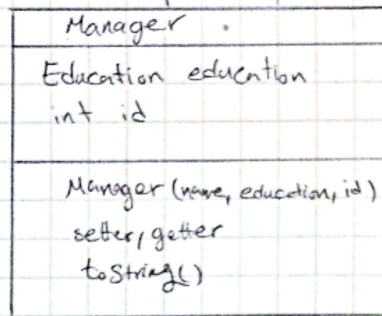 Manager
Education education
int id
Manager (name, education, id)
setter, getter
toString()